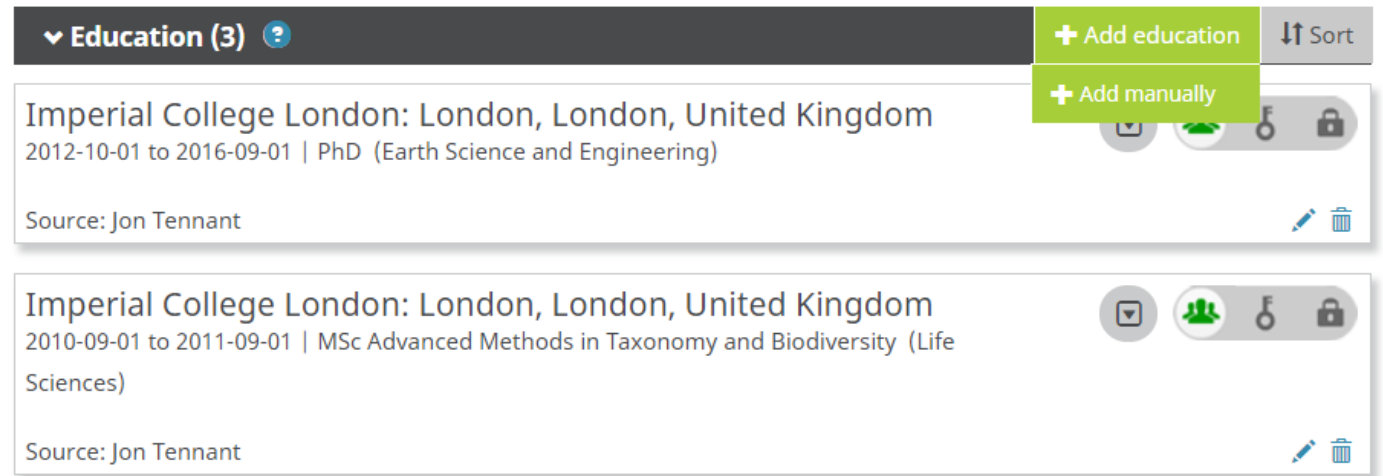 Education (3) ?
+ Add education
Sort
+ Add manually
Imperial College London: London, London, United Kingdom
2012-10-01 to 2016-09-01 | PhD (Earth Science and Engineering)
Source: Jon Tennant
Imperial College London: London, London, United Kingdom
2010-09-01 to 2011-09-01 | MSc Advanced Methods in Taxonomy and Biodiversity (Life
Sciences)
Source: Jon Tennant